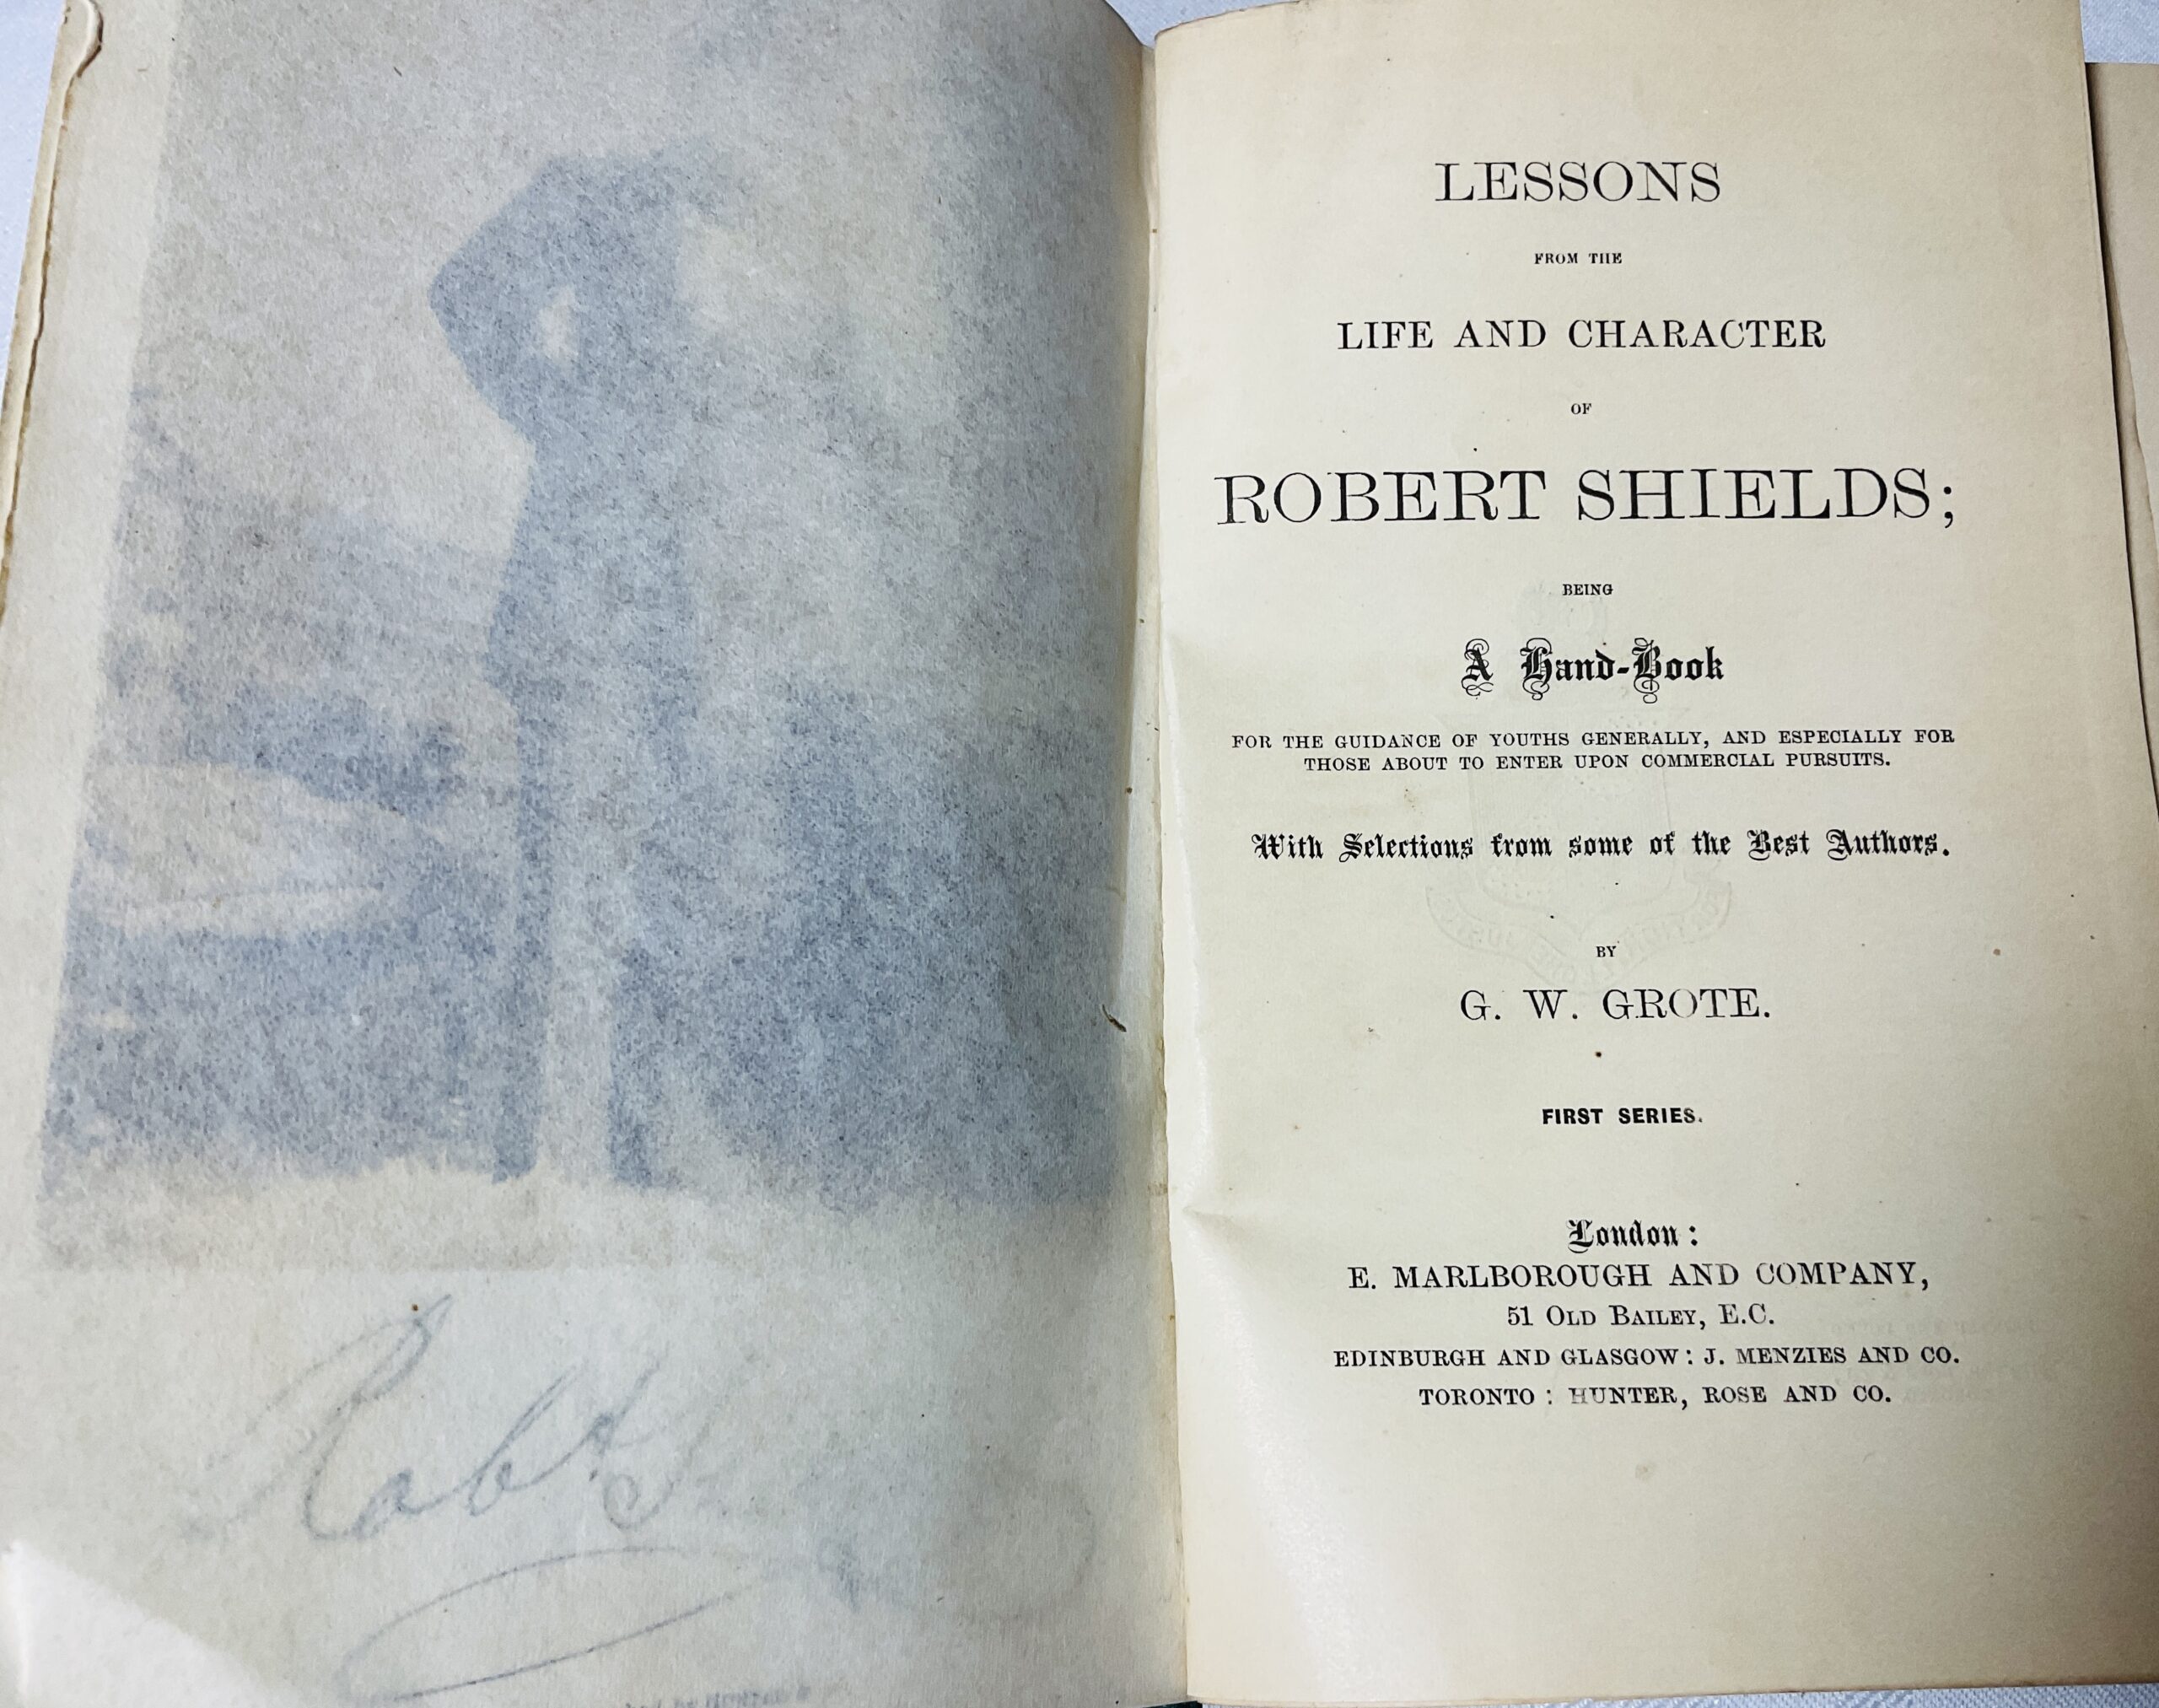 Robt
LESSONS
FROM THE
LIFE AND CHARACTER
OF
ROBERT SHIELDS;
BEING
A Hand-Book
FOR THE GUIDANCE OF YOUTHS GENERALLY, AND ESPECIALLY FOR
THOSE ABOUT TO ENTER UPON COMMERCIAL PURSUITS.
With Selections from some of the Best Authors.
BY
G. W. GROTE.
FIRST SERIES.
London:
E. MARLBOROUGH AND COMPANY,
51 OLD BAILEY, E.C.
EDINBURGH AND GLASGOW: J. MENZIES AND CO.
TORONTO: HUNTER, ROSE AND CO.